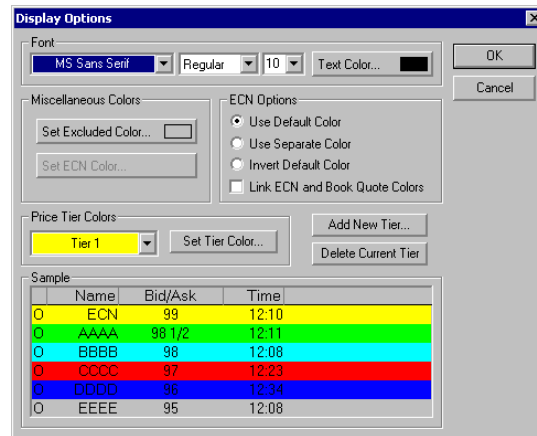 Display Options
Font
MS Sans Serif Regular 10 Text Color...
OK
Cancel
Miscellaneous Colors
Set Excluded Color...
Set ECN Color...
ECN Options
Use Default Color
Use Separate Color
Invert Default Color
Link ECN and Book Quote Colors
Price Tier Colors
Tier 1 Set Tier Color...
Add New Tier...
Delete Current Tier
Sample
Name Bid/Ask Time
O ECN 99 12:10
O AAAA 98 1/2 12:11
O BBBB 98 12:08
O CCCC 97 12:23
O DDDD 96 12:34
O EEEE 95 12:08